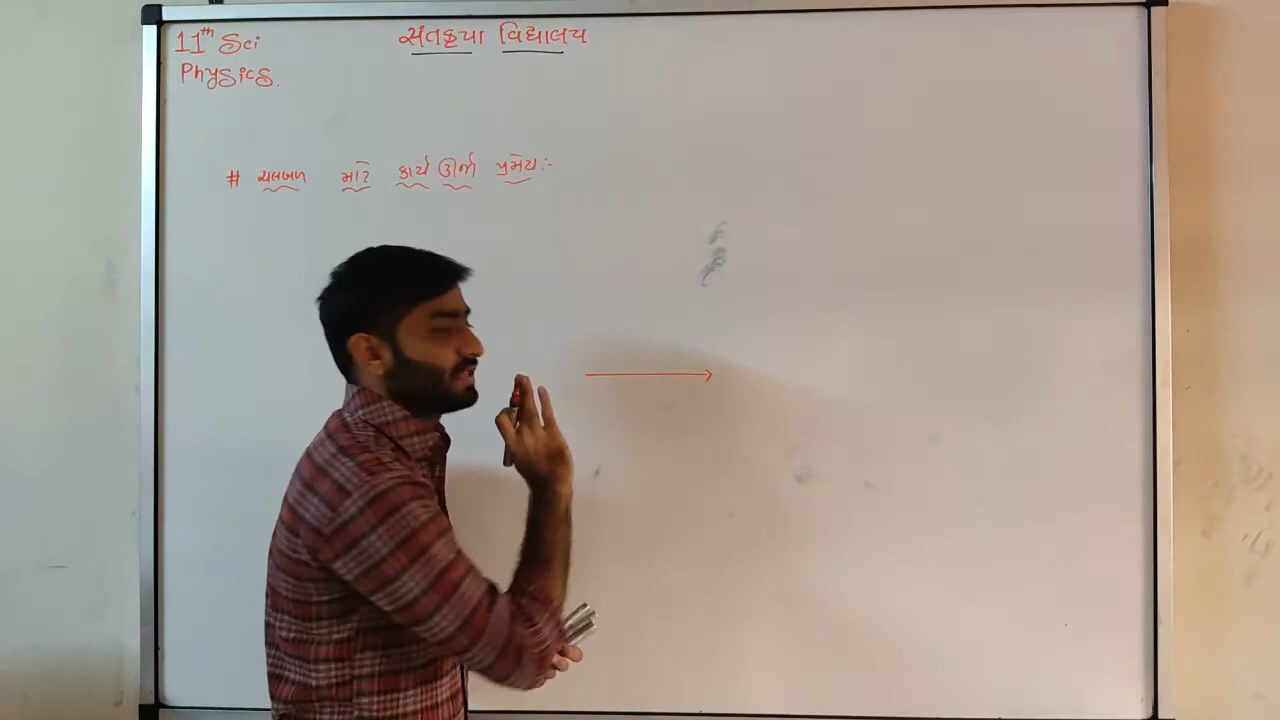 11th Sci
Physics.
સંતકૃપા વિદ્યાલય
# ચલબળ માટે કાર્ય ઊર્જા પ્રમેય :-